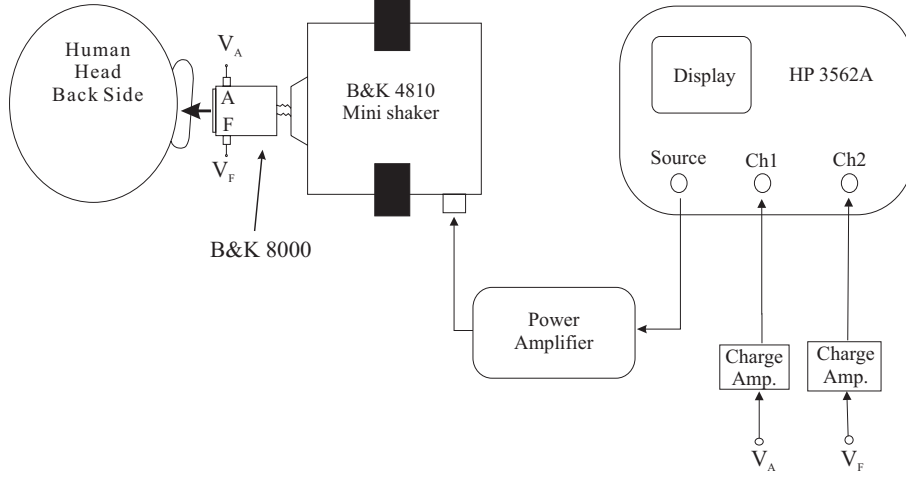 Human
Head
Back Side
V_A
A
F
V_F
B&K 8000
B&K 4810
Mini shaker
Display
HP 3562A
Source
Ch1
Ch2
Power
Amplifier
Charge
Amp.
Charge
Amp.
V_A
V_F